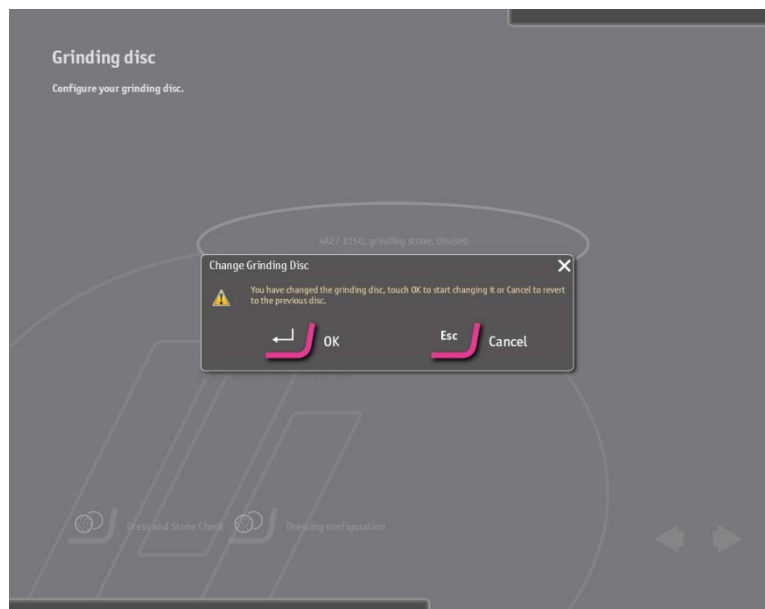 Grinding disc
Configure your grinding disc.
4A27 #150, grinding stone, Unused
Change Grinding Disc
You have changed the grinding disc, touch OK to start changing it or Cancel to revert
to the previous disc.
OK
Esc
Cancel
Dress and Stone Check
Dressing configuration